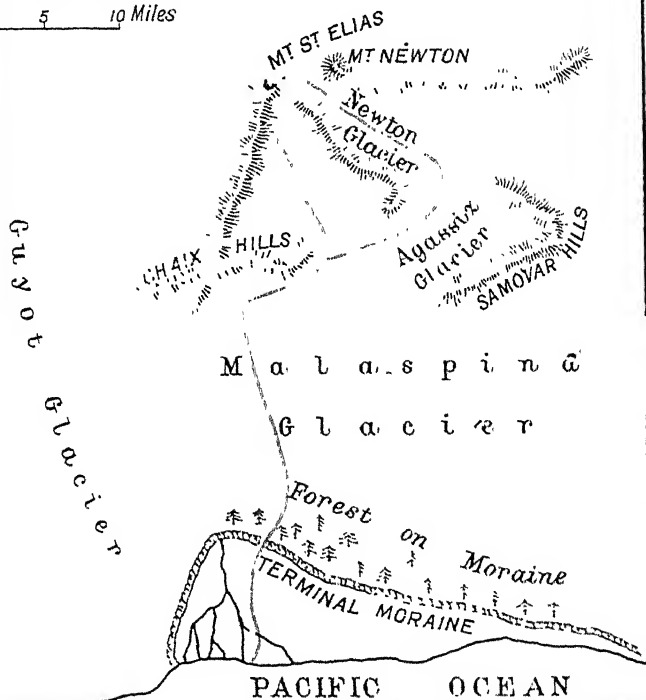 5 10 Miles
MT ST ELIAS
MT NEWTON
Newton
Glacier
Agassix
Glacier
SAMOVAR HILLS
CHAIX HILLS
Guyot Glacier
Malaspina
Glacier
Forest on Moraine
TERMINAL MORAINE
PACIFIC OCEAN